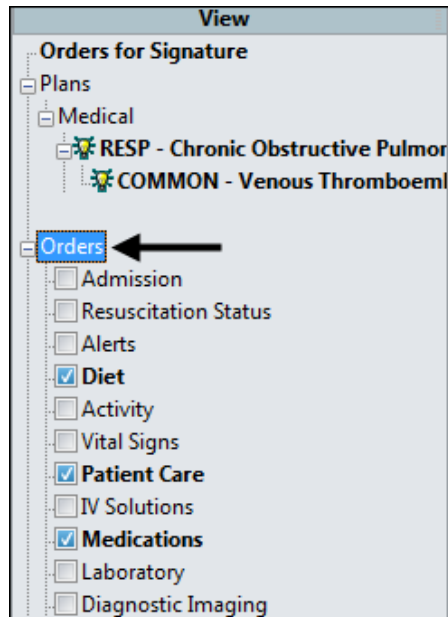 View
Orders for Signature
Plans
Medical
RESP - Chronic Obstructive Pulmor
COMMON - Venous Thromboeml
Orders
Admission
Resuscitation Status
Alerts
Diet
Activity
Vital Signs
Patient Care
IV Solutions
Medications
Laboratory
Diagnostic Imaging